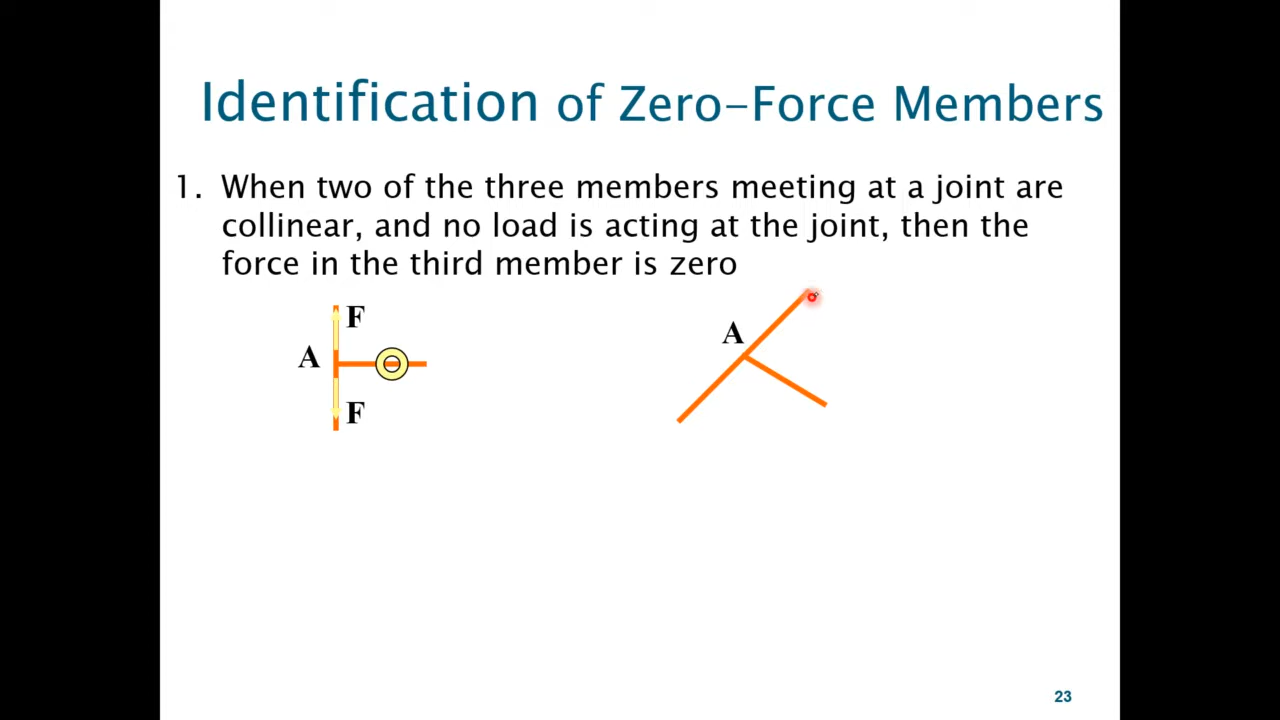 Identification of Zero-Force Members
1. When two of the three members meeting at a joint are
collinear, and no load is acting at the joint, then the
force in the third member is zero
F
A
F
A
23